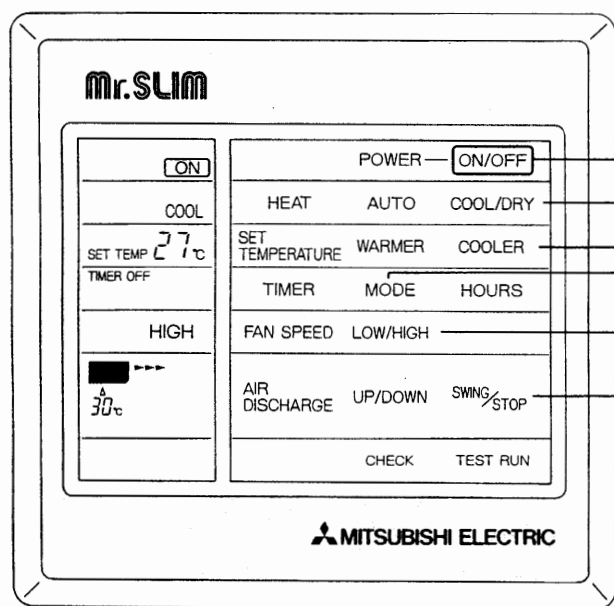 Mr.SLIM
ON
COOL
SET TEMP 27℃
TIMER OFF
HIGH
30℃
POWER ON/OFF
HEAT AUTO COOL/DRY
SET TEMPERATURE WARMER COOLER
TIMER MODE HOURS
FAN SPEED LOW/HIGH
AIR DISCHARGE UP/DOWN SWING/STOP
CHECK TEST RUN
MITSUBISHI ELECTRIC